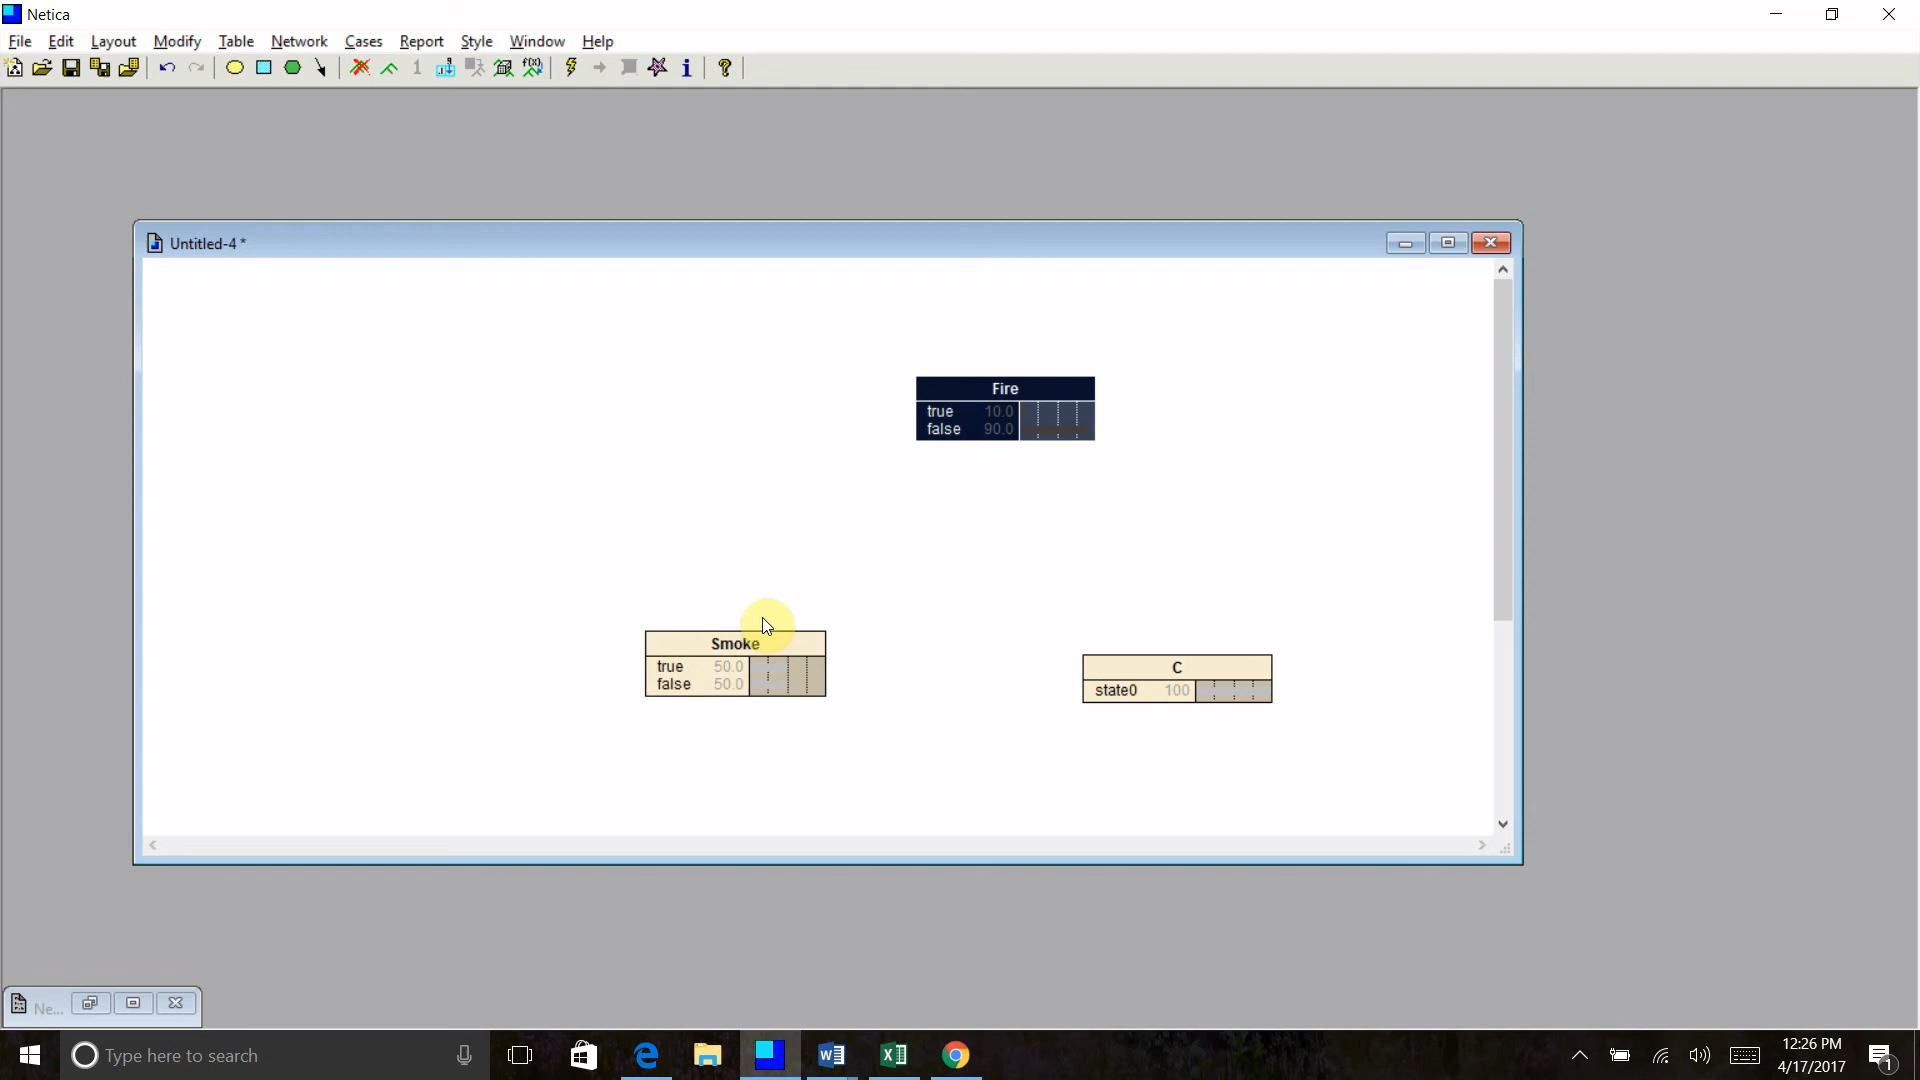 Netica
File Edit Layout Modify Table Network Cases Report Style Window Help
1 f(x) i ?
Untitled-4 *
Fire
true 10.0
false 90.0
Smoke
true 50.0
false 50.0
C
state0 100
Ne...
Type here to search
12:26 PM
4/17/2017
1